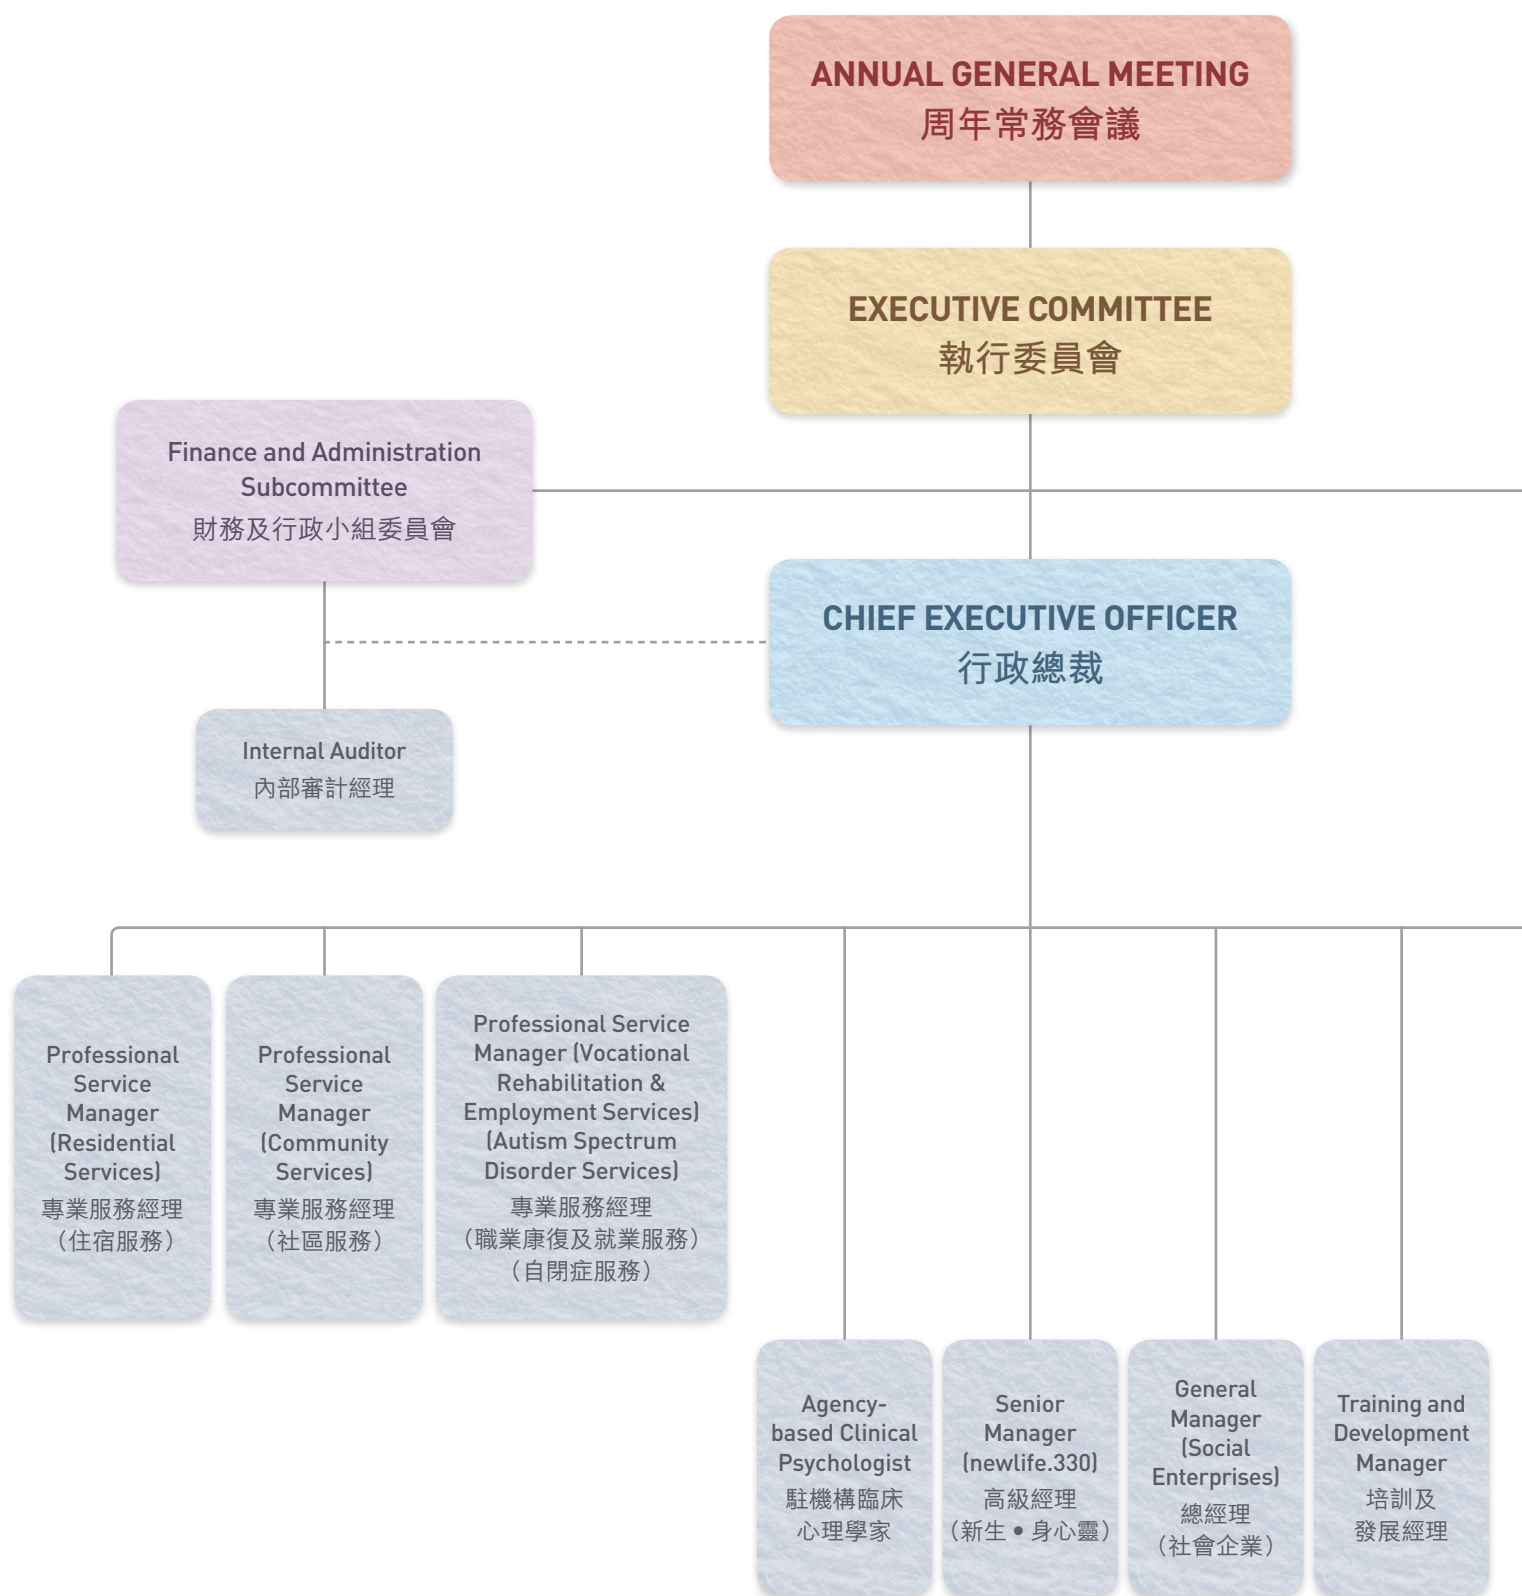 ANNUAL GENERAL MEETING
周年常務會議
EXECUTIVE COMMITTEE
執行委員會
Finance and Administration
Subcommittee
財務及行政小組委員會
CHIEF EXECUTIVE OFFICER
行政總裁
Internal Auditor
內部審計經理
Professional
Service
Manager
(Residential
Services)
專業服務經理
（住宿服務）
Professional
Service
Manager
(Community
Services)
專業服務經理
（社區服務）
Professional Service
Manager (Vocational
Rehabilitation &
Employment Services)
(Autism Spectrum
Disorder Services)
專業服務經理
（職業康復及就業服務）
（自閉症服務）
Agency-
based Clinical
Psychologist
駐機構臨床
心理學家
Senior
Manager
(newlife.330)
高級經理
（新生•身心靈）
General
Manager
(Social
Enterprises)
總經理
（社會企業）
Training and
Development
Manager
培訓及
發展經理